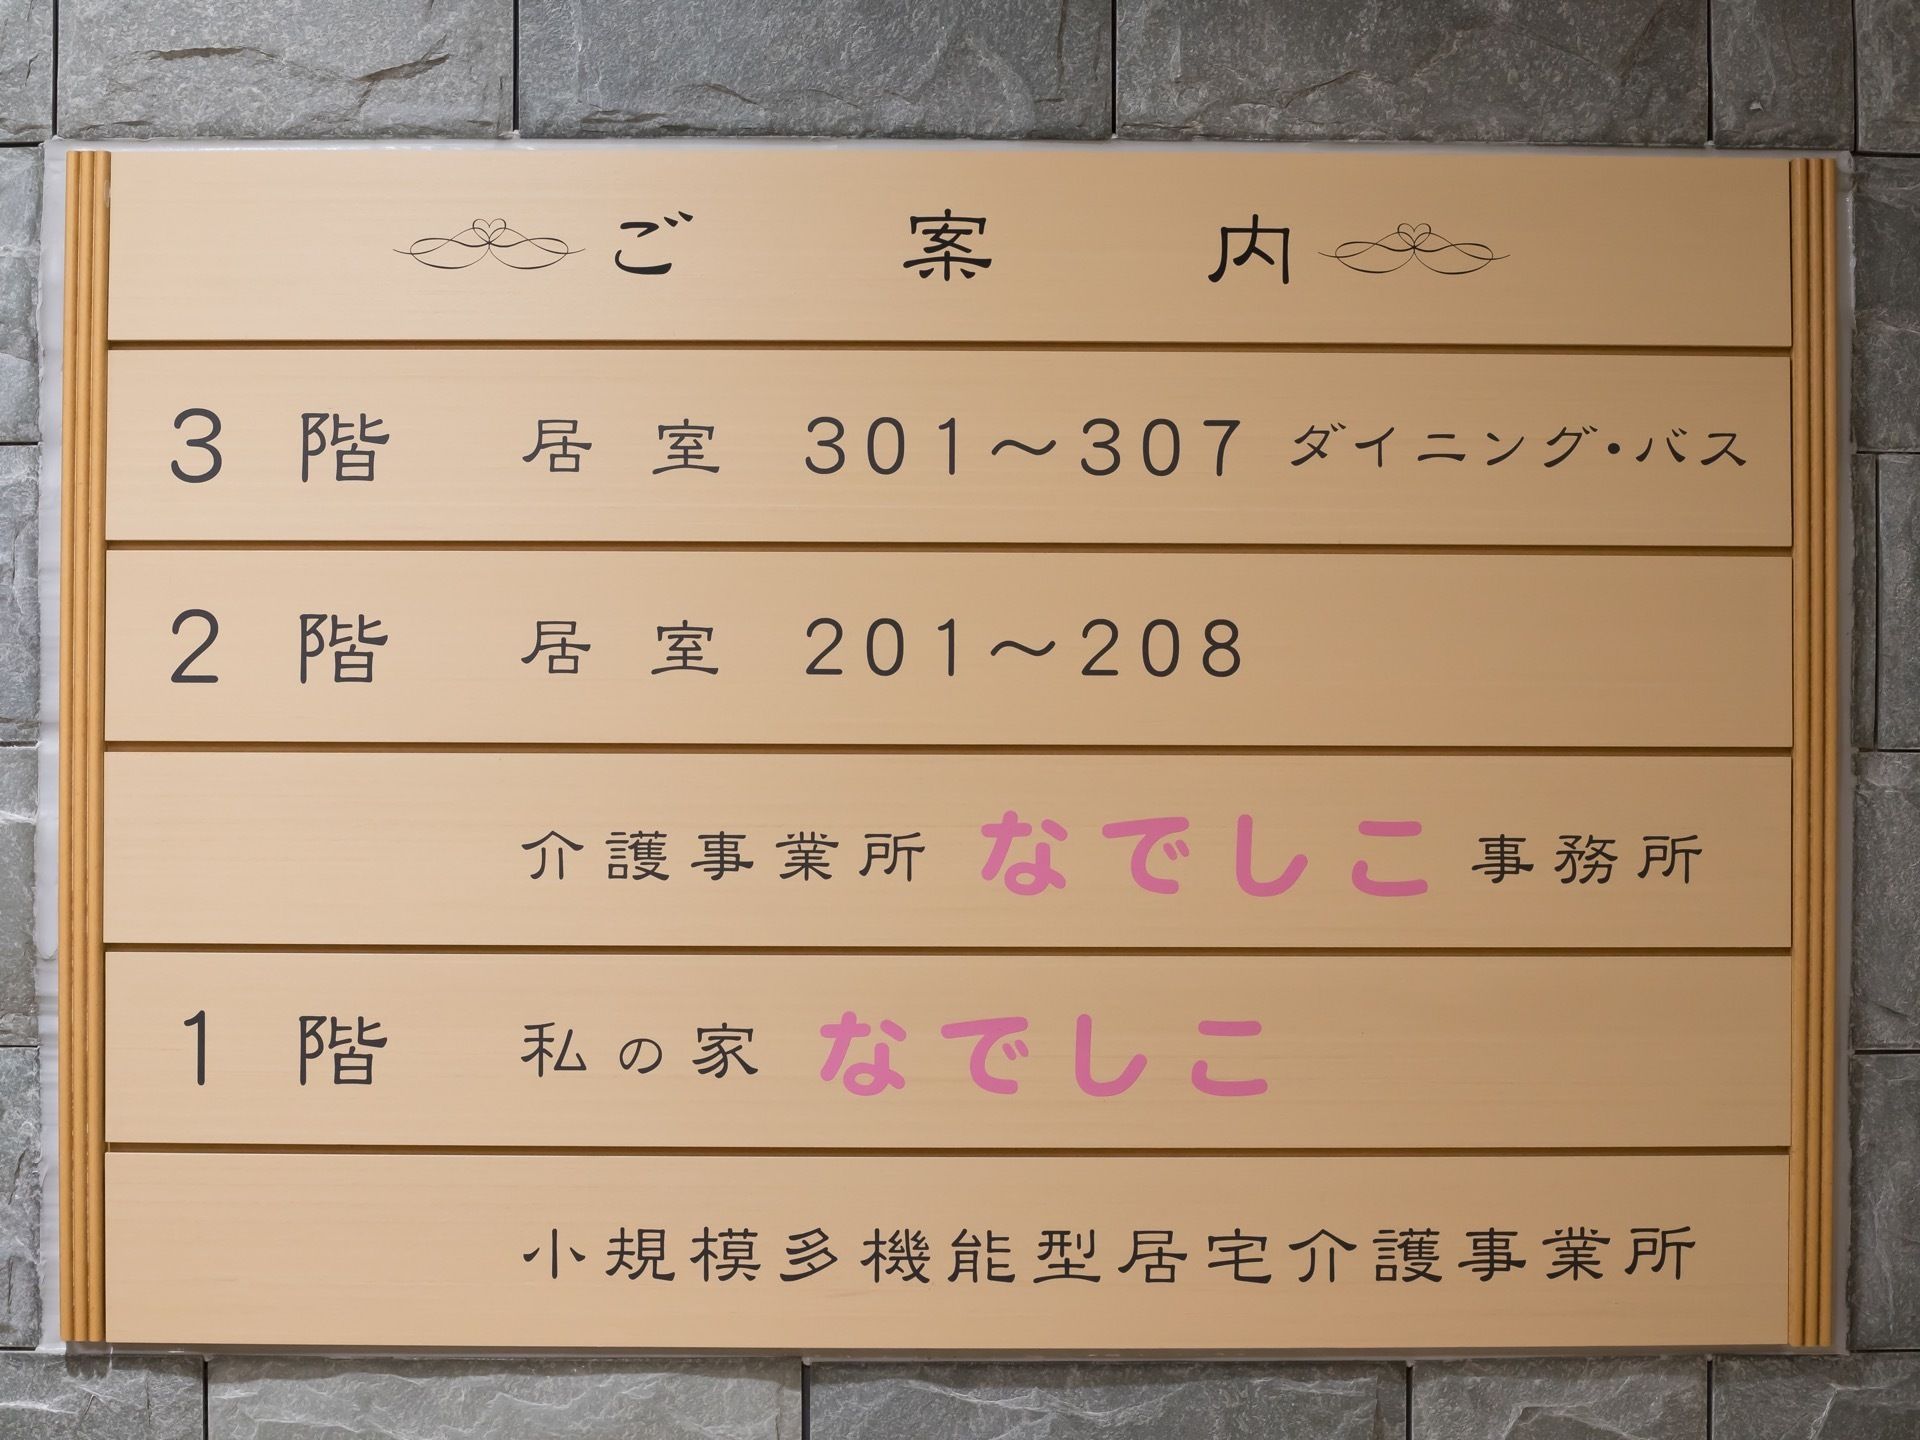 ご案内
3階 居室 301～307 ダイニング・バス
2階 居室 201～208
介護事業所 なでしこ 事務所
1階 私の家 なでしこ
小規模多機能型居宅介護事業所